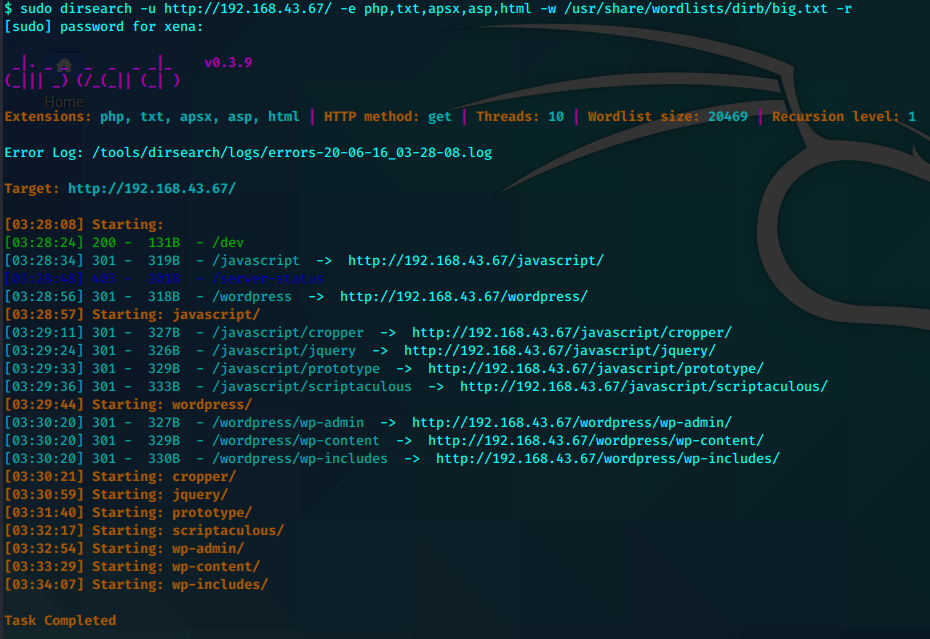 $ sudo dirsearch -u http://192.168.43.67/ -e php,txt,apsx,asp,html -w /usr/share/wordlists/dirb/big.txt -r
[sudo] password for xena:
_|. _ _  _  _  _ _|_    v0.3.9
(_||| _) (/_(_|| (_| )
Home
Extensions: php, txt, apsx, asp, html | HTTP method: get | Threads: 10 | Wordlist size: 20469 | Recursion level: 1
Error Log: /tools/dirsearch/logs/errors-20-06-16_03-28-08.log
Target: http://192.168.43.67/
[03:28:08] Starting:
[03:28:24] 200 -  131B  - /dev
[03:28:34] 301 -  319B  - /javascript  ->  http://192.168.43.67/javascript/
[03:28:48] 403 -  301B  - /server-status
[03:28:56] 301 -  318B  - /wordpress  ->  http://192.168.43.67/wordpress/
[03:28:57] Starting: javascript/
[03:29:11] 301 -  327B  - /javascript/cropper  ->  http://192.168.43.67/javascript/cropper/
[03:29:24] 301 -  326B  - /javascript/jquery  ->  http://192.168.43.67/javascript/jquery/
[03:29:33] 301 -  329B  - /javascript/prototype  ->  http://192.168.43.67/javascript/prototype/
[03:29:36] 301 -  333B  - /javascript/scriptaculous  ->  http://192.168.43.67/javascript/scriptaculous/
[03:29:44] Starting: wordpress/
[03:30:20] 301 -  327B  - /wordpress/wp-admin  ->  http://192.168.43.67/wordpress/wp-admin/
[03:30:20] 301 -  329B  - /wordpress/wp-content  ->  http://192.168.43.67/wordpress/wp-content/
[03:30:20] 301 -  330B  - /wordpress/wp-includes  ->  http://192.168.43.67/wordpress/wp-includes/
[03:30:21] Starting: cropper/
[03:30:59] Starting: jquery/
[03:31:40] Starting: prototype/
[03:32:17] Starting: scriptaculous/
[03:32:54] Starting: wp-admin/
[03:33:29] Starting: wp-content/
[03:34:07] Starting: wp-includes/
Task Completed